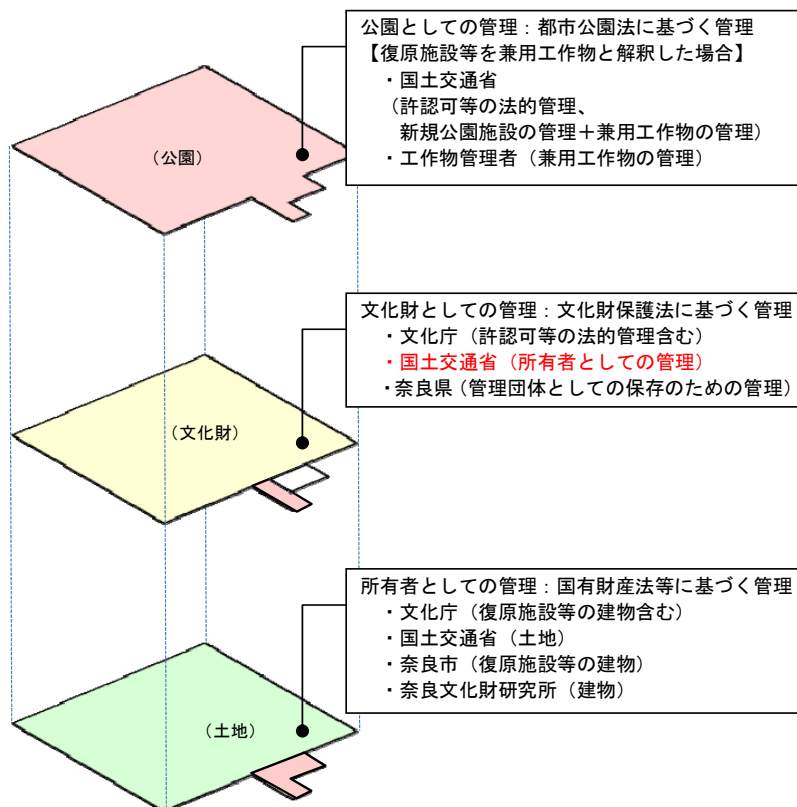 公園としての管理：都市公園法に基づく管理
【復原施設等を兼用工作物と解釈した場合】
・国土交通省
（許認可等の法的管理、
新規公園施設の管理＋兼用工作物の管理）
・工作物管理者（兼用工作物の管理）
（公園）
文化財としての管理：文化財保護法に基づく管理
・文化庁（許認可等の法的管理含む）
・国土交通省（所有者としての管理）
・奈良県（管理団体としての保存のための管理）
（文化財）
所有者としての管理：国有財産法等に基づく管理
・文化庁（復原施設等の建物含む）
・国土交通省（土地）
・奈良市（復原施設等の建物）
・奈良文化財研究所（建物）
（土地）